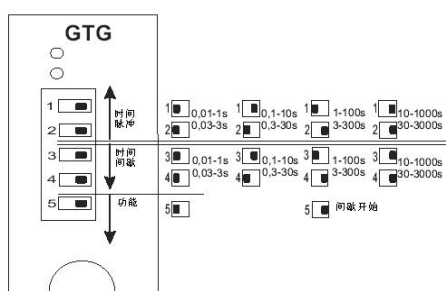 GTG
1
2
3
4
5
时间
脉冲
时间
间歇
功能
1 0,01-1s 1 0,1-10s 1 1-100s 1 10-1000s
2 0,03-3s 2 0,3-30s 2 3-300s 2 30-3000s
3 0,01-1s 3 0,1-10s 3 1-100s 3 10-1000s
4 0,03-3s 4 0,3-30s 4 3-300s 4 30-3000s
5 5 间歇开始